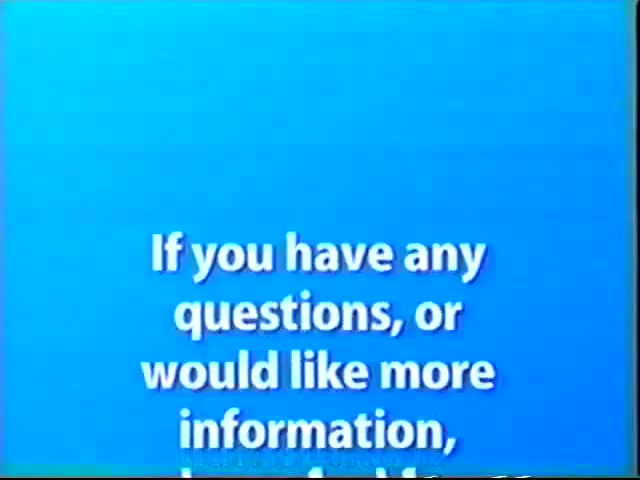 If you have any
questions, or
would like more
information,